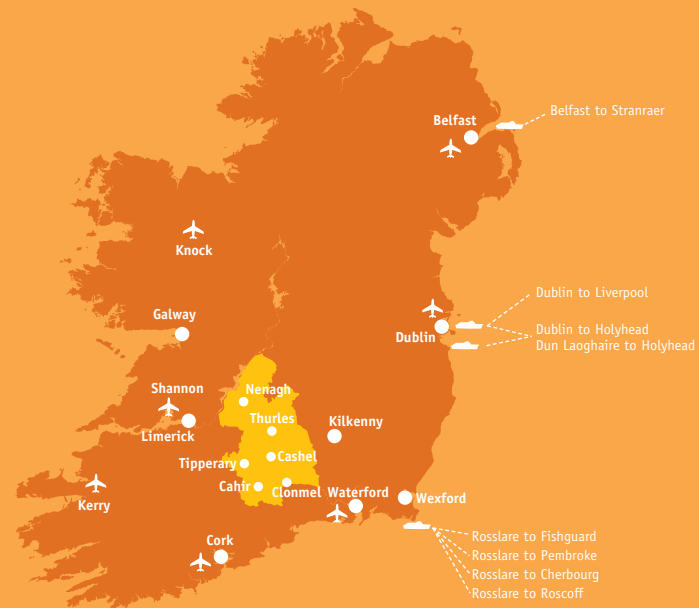 Belfast to Stranraer
Belfast
Knock
Dublin to Liverpool
Galway
Dublin to Holyhead
Dublin
Dun Laoghaire to Holyhead
Shannon
Nenagh
Thurles
Kilkenny
Limerick
Cashel
Tipperary
Cahir
Clonmel
Waterford
Wexford
Kerry
Rosslare to Fishguard
Cork
Rosslare to Pembroke
Rosslare to Cherbourg
Rosslare to Roscoff